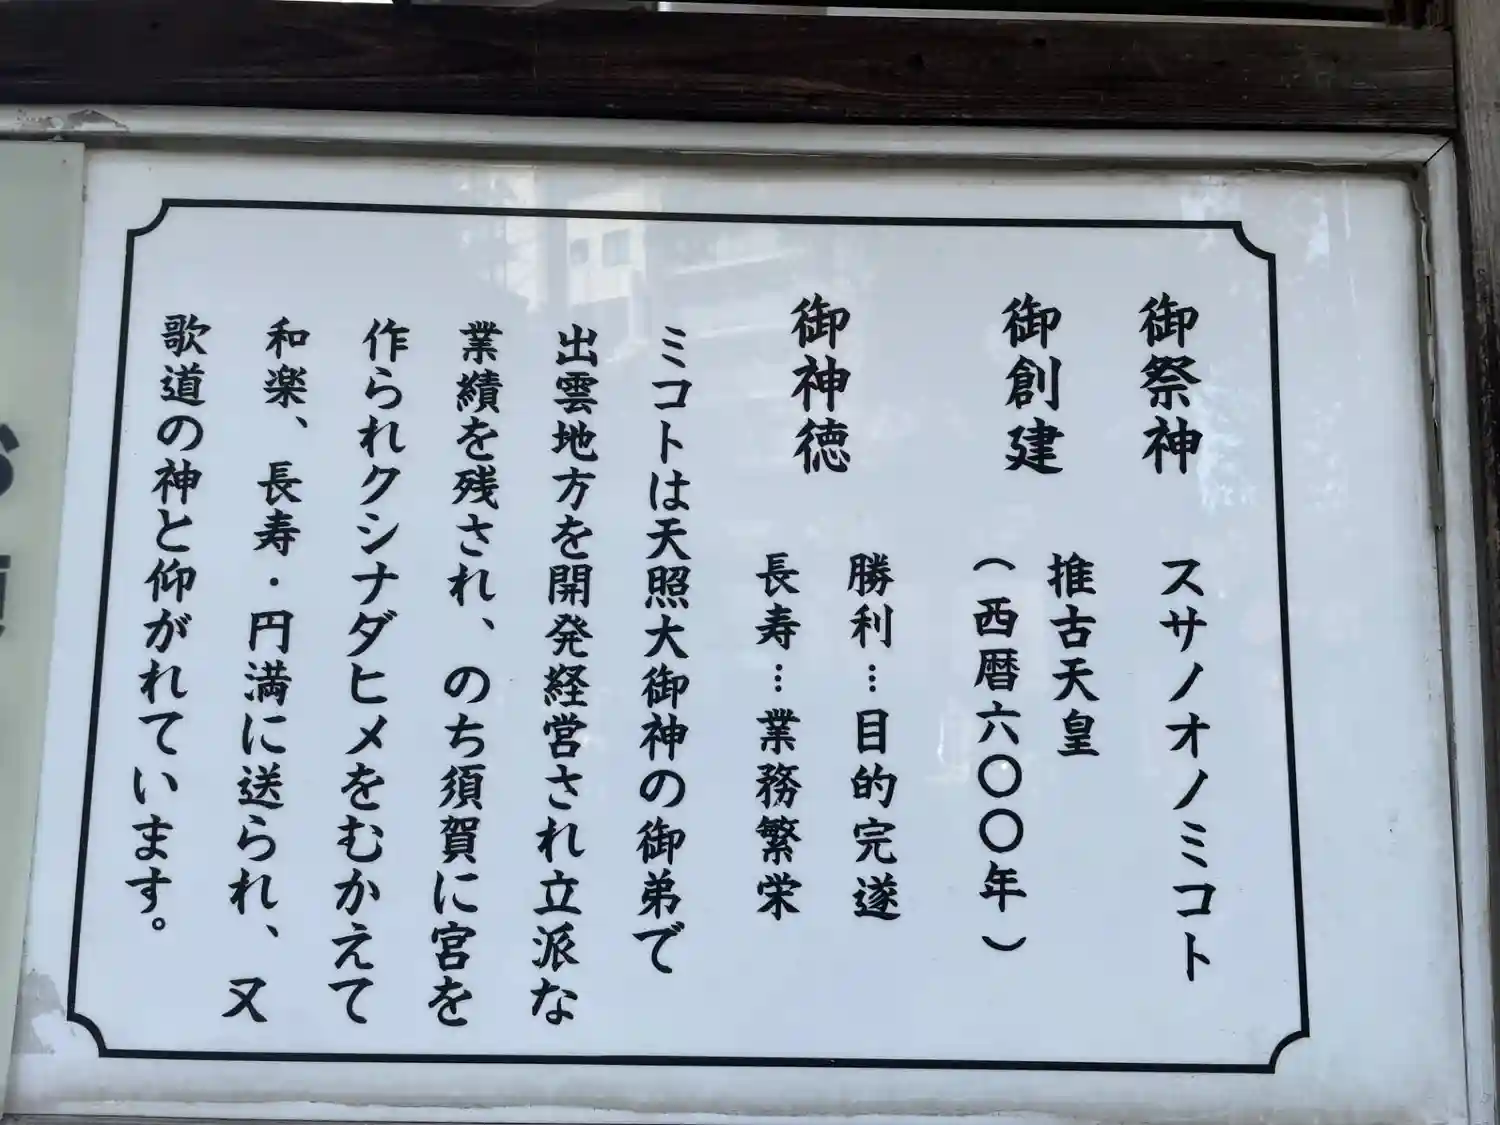 御祭神　スサノオノミコト
御創建　推古天皇
（西暦六〇〇年）
御神徳　勝利…目的完遂
長寿…業務繁栄
ミコトは天照大御神の御弟で
出雲地方を開発経営され立派な
業績を残され、のち須賀に宮を
作られクシナダヒメをむかえて
和楽、長寿・円満に送られ、又
歌道の神と仰がれています。